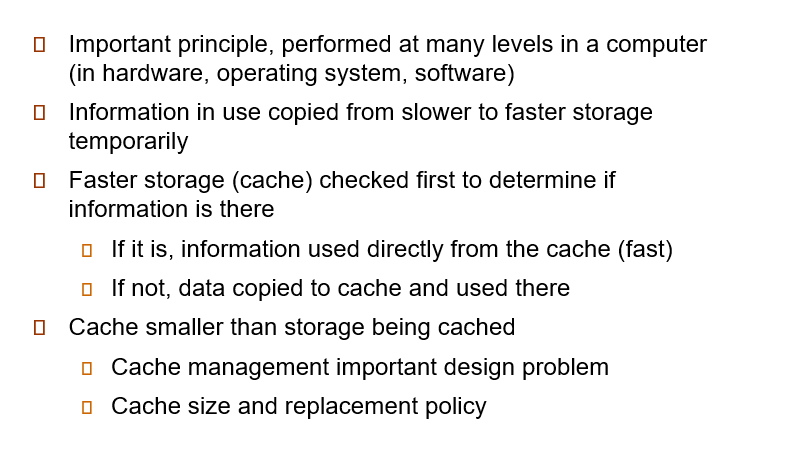 Important principle, performed at many levels in a computer
(in hardware, operating system, software)
Information in use copied from slower to faster storage
temporarily
Faster storage (cache) checked first to determine if
information is there
If it is, information used directly from the cache (fast)
If not, data copied to cache and used there
Cache smaller than storage being cached
Cache management important design problem
Cache size and replacement policy